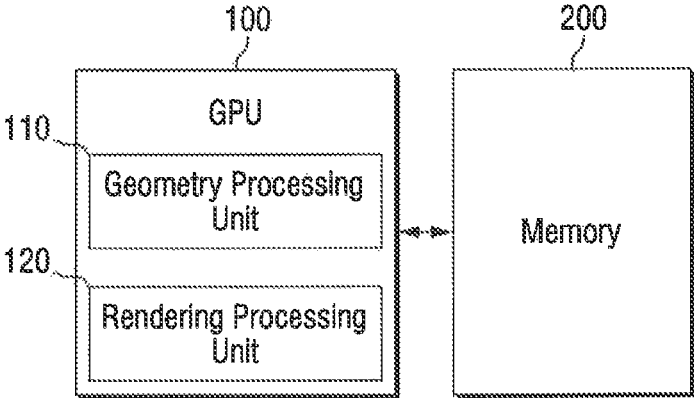 100
200
GPU
110
Geometry Processing
Unit
Memory
120
Rendering Processing
Unit